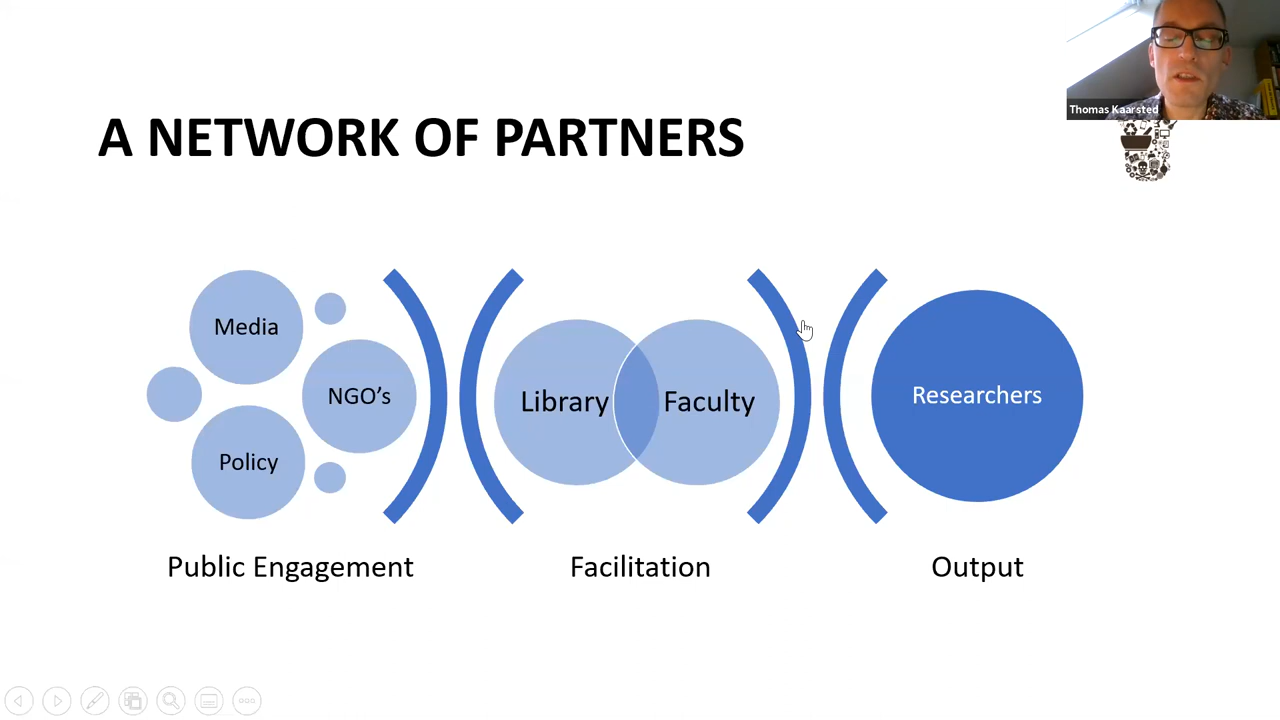 Thomas Kaarsted
A NETWORK OF PARTNERS
Media
NGO's
Policy
Library
Faculty
Researchers
Public Engagement
Facilitation
Output